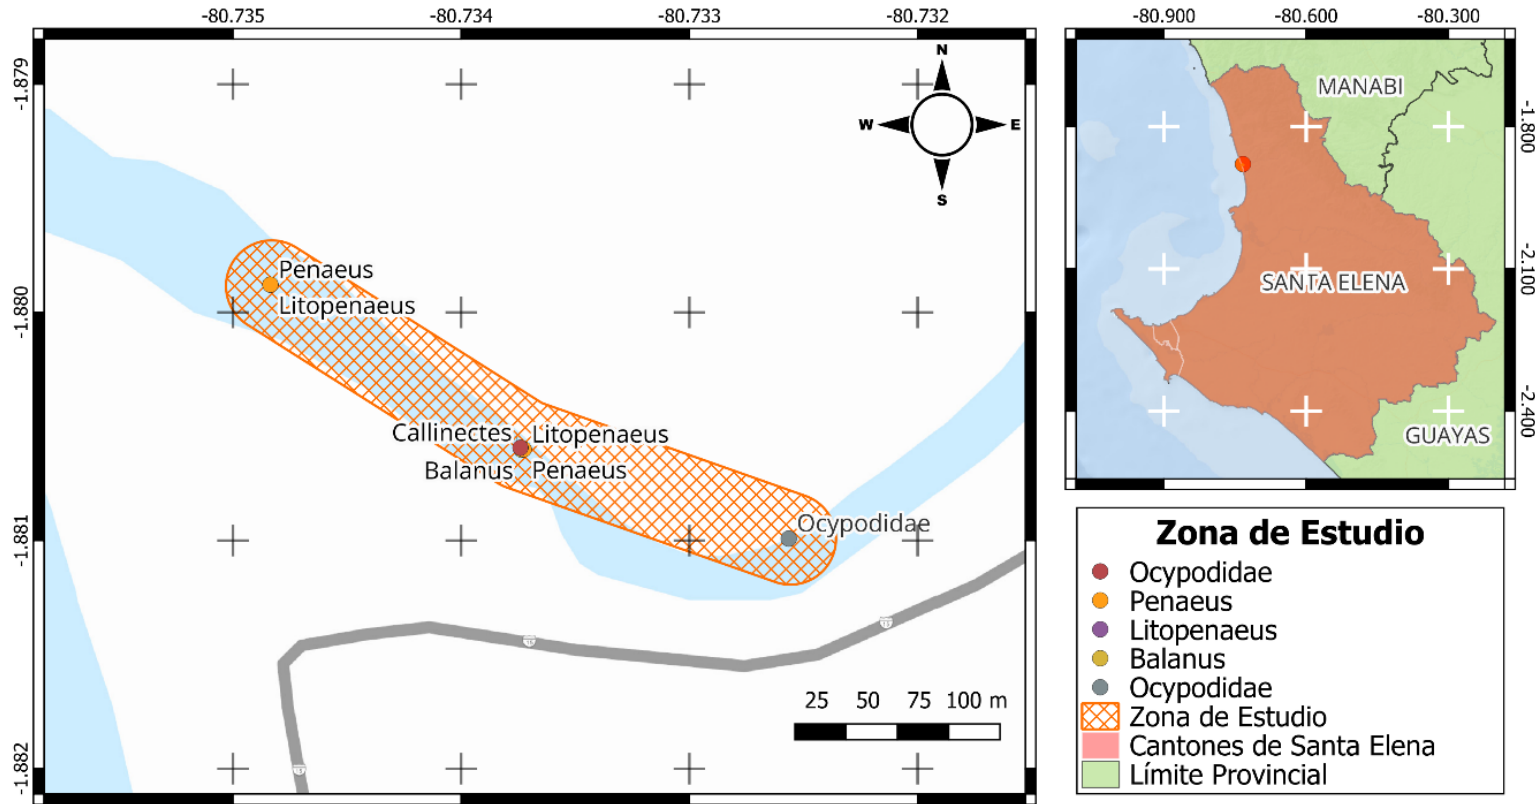 -80.735 -80.734 -80.733 -80.732
-1.879
-1.880
-1.881
-1.882
N
W E
S
Penaeus
Litopenaeus
Callinectes Litopenaeus
Balanus Penaeus
Ocypodidae
25 50 75 100 m
-80.900 -80.600 -80.300
-1.800
-2.100
-2.400
MANABI
SANTA ELENA
GUAYAS
Zona de Estudio
Ocypodidae
Penaeus
Litopenaeus
Balanus
Ocypodidae
Zona de Estudio
Cantones de Santa Elena
Límite Provincial